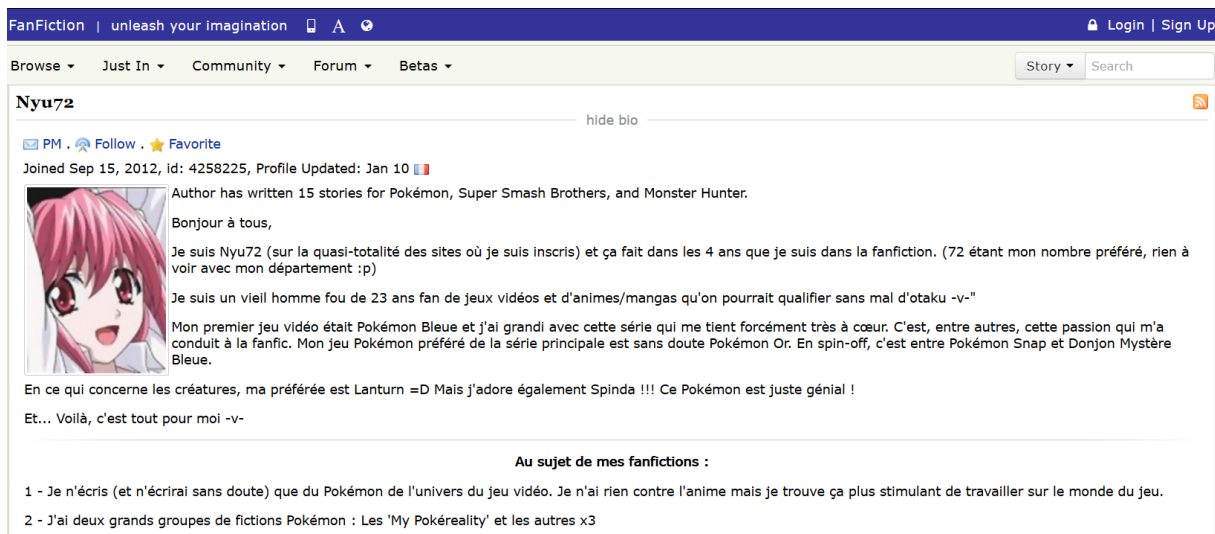 FanFiction | unleash your imagination A Login | Sign Up
Browse Just In Community Forum Betas Story Search
Nyu72
hide bio
PM . Follow . Favorite
Joined Sep 15, 2012, id: 4258225, Profile Updated: Jan 10
Author has written 15 stories for Pokémon, Super Smash Brothers, and Monster Hunter.
Bonjour à tous,
Je suis Nyu72 (sur la quasi-totalité des sites où je suis inscris) et ça fait dans les 4 ans que je suis dans la fanfiction. (72 étant mon nombre préféré, rien à
voir avec mon département :p)
Je suis un vieil homme fou de 23 ans fan de jeux vidéos et d'animes/mangas qu'on pourrait qualifier sans mal d'otaku -v-"
Mon premier jeu vidéo était Pokémon Bleue et j'ai grandi avec cette série qui me tient forcément très à cœur. C'est, entre autres, cette passion qui m'a
conduit à la fanfic. Mon jeu Pokémon préféré de la série principale est sans doute Pokémon Or. En spin-off, c'est entre Pokémon Snap et Donjon Mystère
Bleue.
En ce qui concerne les créatures, ma préférée est Lanturn =D Mais j'adore également Spinda !!! Ce Pokémon est juste génial !
Et... Voilà, c'est tout pour moi -v-
Au sujet de mes fanfictions :
1 - Je n'écris (et n'écrirai sans doute) que du Pokémon de l'univers du jeu vidéo. Je n'ai rien contre l'anime mais je trouve ça plus stimulant de travailler sur le monde du jeu.
2 - J'ai deux grands groupes de fictions Pokémon : Les 'My Pokéreality' et les autres x3